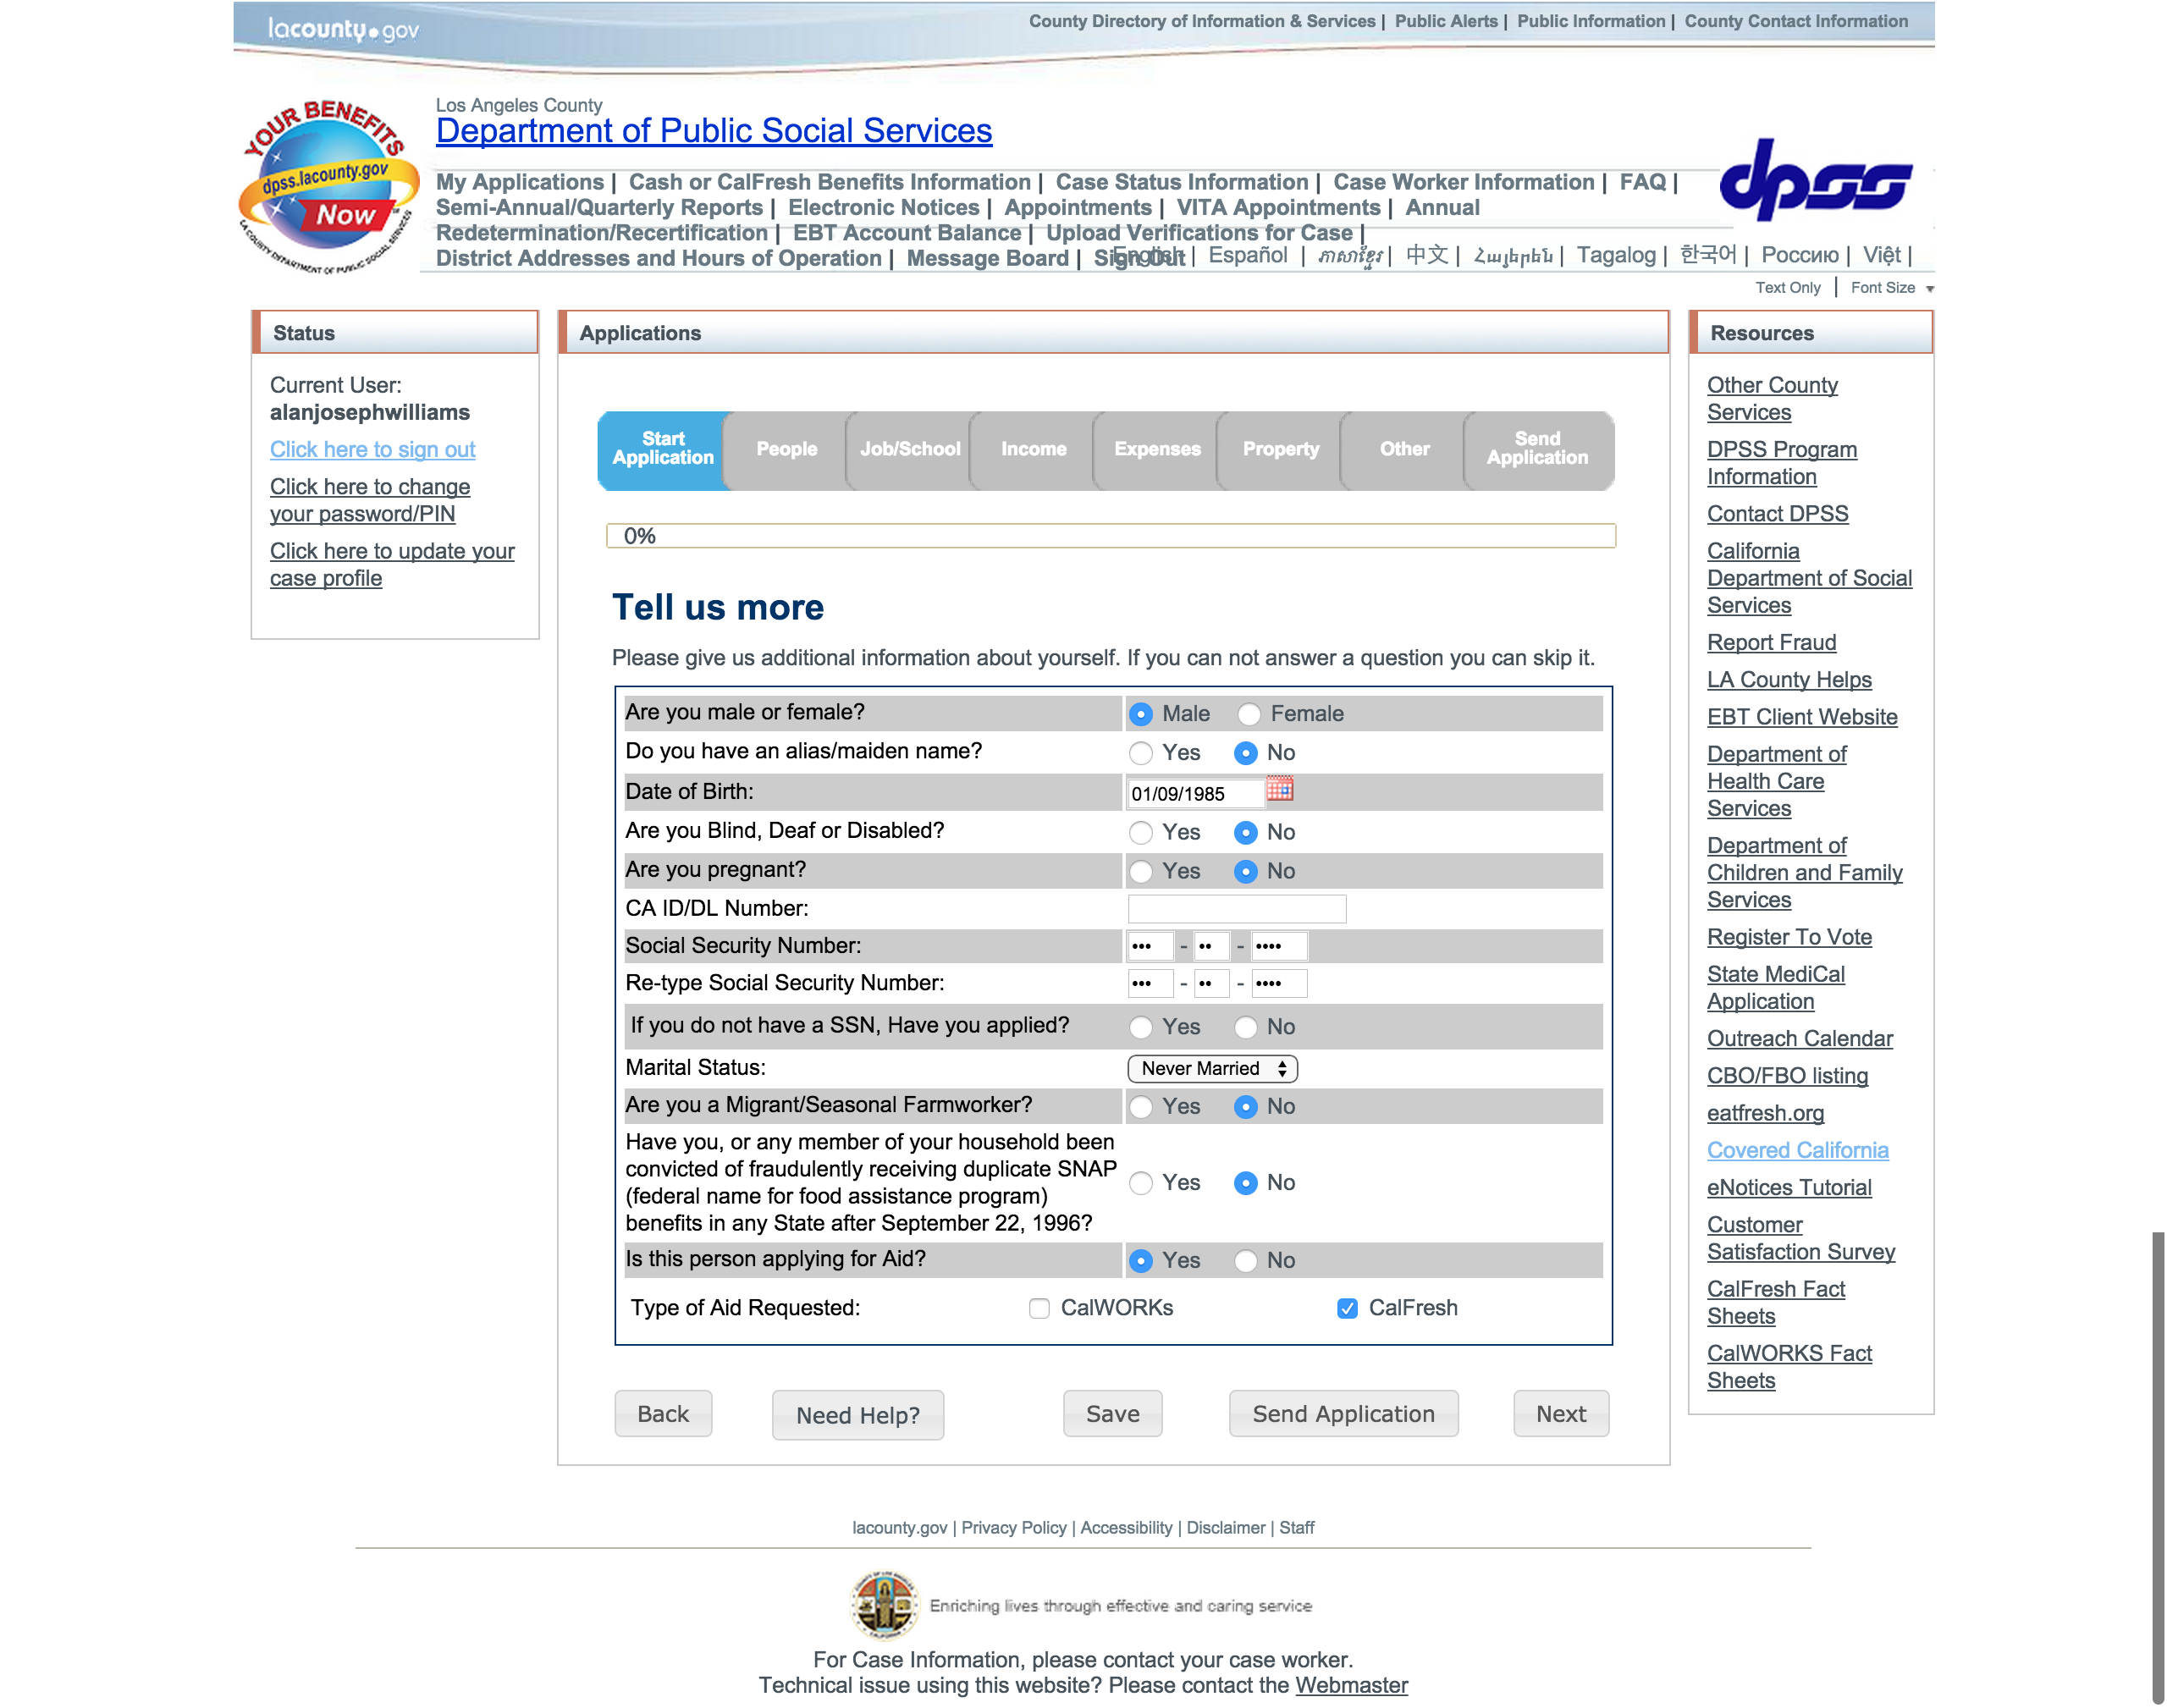 lacounty.gov
County Directory of Information & Services | Public Alerts | Public Information | County Contact Information
YOUR BENEFITS
dpss.lacounty.gov
Now
LA COUNTY DEPARTMENT OF PUBLIC SOCIAL SERVICES
Los Angeles County
Department of Public Social Services
dpss
My Applications | Cash or CalFresh Benefits Information | Case Status Information | Case Worker Information | FAQ |
Semi-Annual/Quarterly Reports | Electronic Notices | Appointments | VITA Appointments | Annual
Redetermination/Recertification | EBT Account Balance | Upload Verifications for Case |
District Addresses and Hours of Operation | Message Board | Sign Out
English | Español | ភាសាខ្មែរ | 中文 | Հայերեն | Tagalog | 한국어 | Россию | Việt |
Text Only | Font Size
Status
Current User:
alanjosephwilliams
Click here to sign out
Click here to change
your password/PIN
Click here to update your
case profile
Applications
Start
Application
People
Job/School
Income
Expenses
Property
Other
Send
Application
0%
Tell us more
Please give us additional information about yourself. If you can not answer a question you can skip it.
Are you male or female? Male Female
Do you have an alias/maiden name? Yes No
Date of Birth: 01/09/1985
Are you Blind, Deaf or Disabled? Yes No
Are you pregnant? Yes No
CA ID/DL Number:
Social Security Number: ••• - •• - ••••
Re-type Social Security Number: ••• - •• - ••••
If you do not have a SSN, Have you applied? Yes No
Marital Status: Never Married
Are you a Migrant/Seasonal Farmworker? Yes No
Have you, or any member of your household been
convicted of fraudulently receiving duplicate SNAP
(federal name for food assistance program)
benefits in any State after September 22, 1996? Yes No
Is this person applying for Aid? Yes No
Type of Aid Requested: CalWORKs CalFresh
Back
Need Help?
Save
Send Application
Next
Resources
Other County
Services
DPSS Program
Information
Contact DPSS
California
Department of Social
Services
Report Fraud
LA County Helps
EBT Client Website
Department of
Health Care
Services
Department of
Children and Family
Services
Register To Vote
State MediCal
Application
Outreach Calendar
CBO/FBO listing
eatfresh.org
Covered California
eNotices Tutorial
Customer
Satisfaction Survey
CalFresh Fact
Sheets
CalWORKS Fact
Sheets
lacounty.gov | Privacy Policy | Accessibility | Disclaimer | Staff
Enriching lives through effective and caring service
For Case Information, please contact your case worker.
Technical issue using this website? Please contact the Webmaster